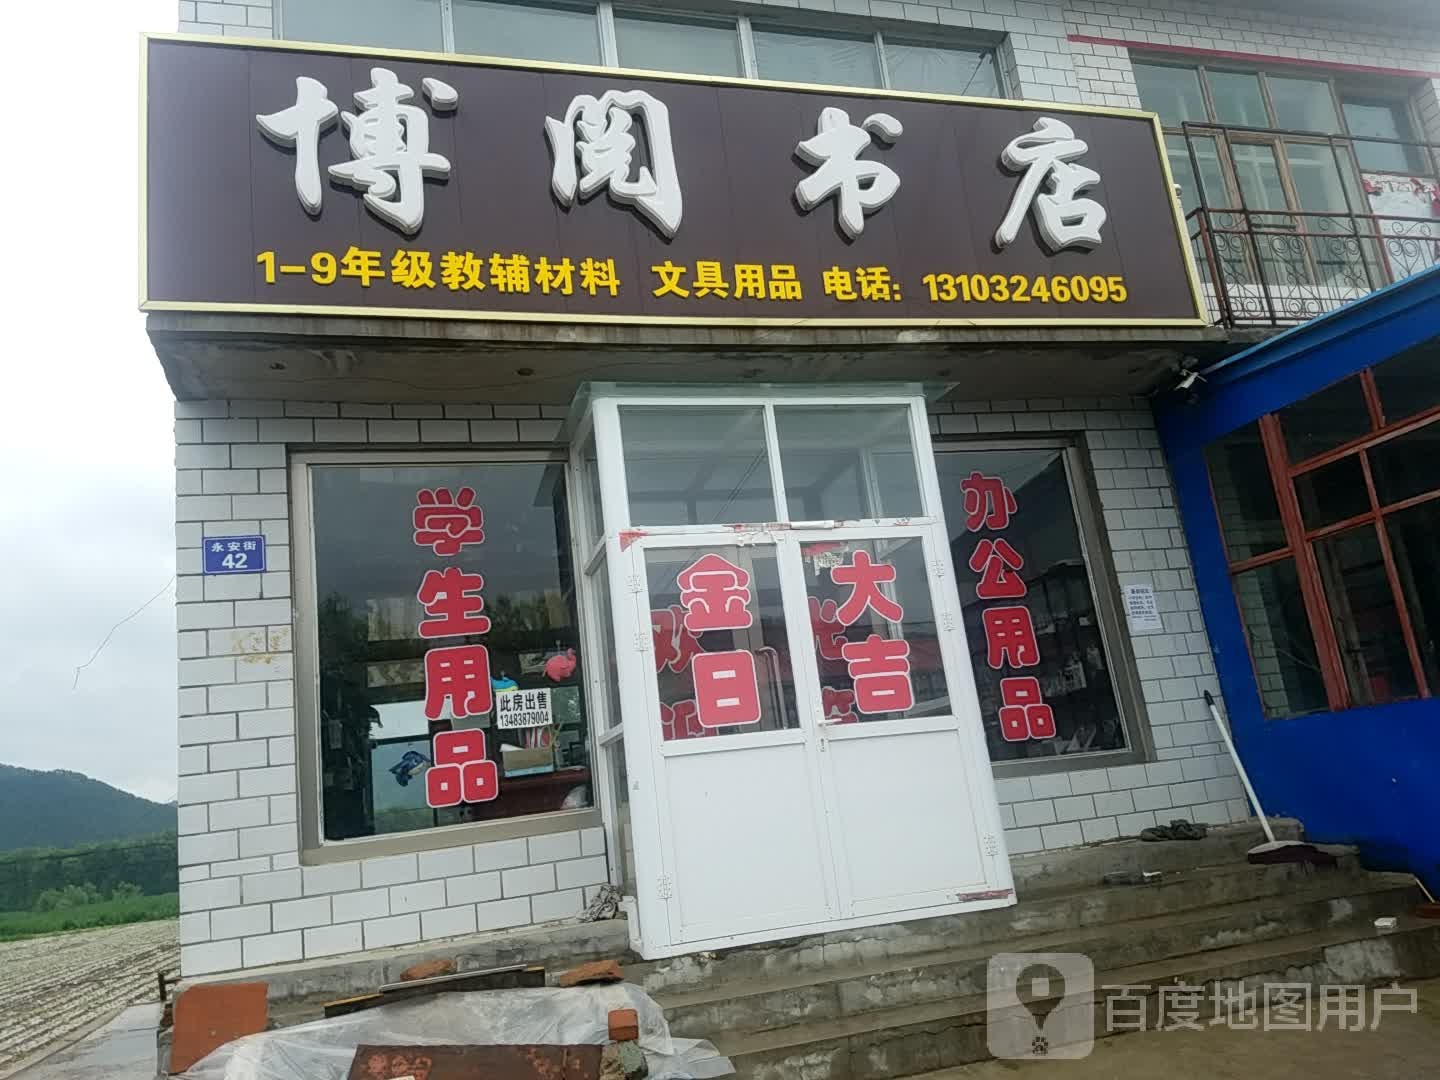 博阅书店
1-9年级教辅材料 文具用品 电话：13103246095
永安街
42
学生用品
此房出售
13483879004
金日
大吉
办公用品
百度地图用户